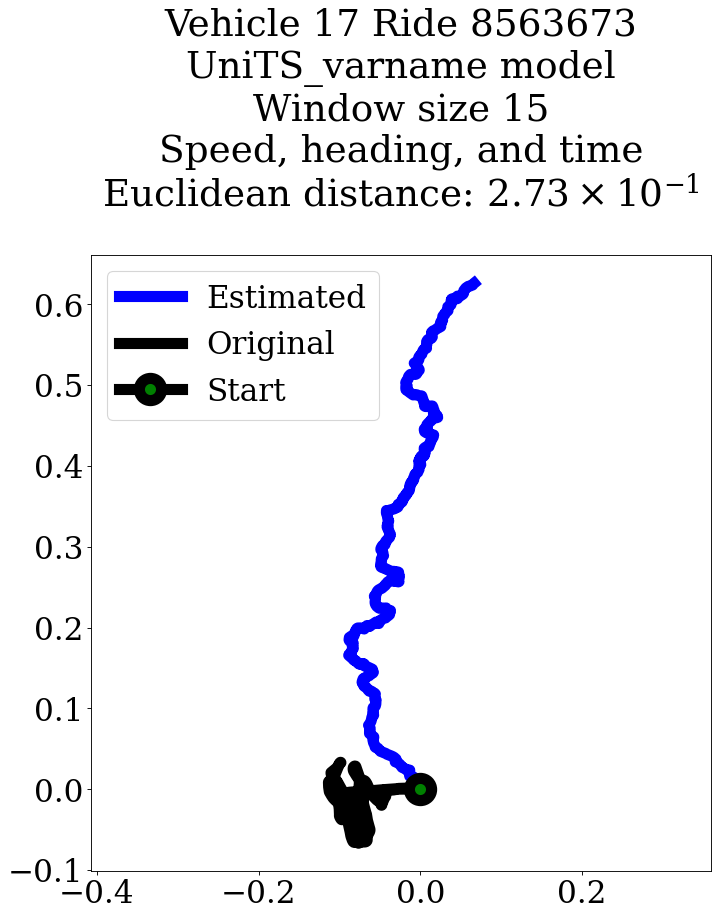 Vehicle 17 Ride 8563673
UniTS_varname model
Window size 15
Speed, heading, and time
Euclidean distance: 2.73 × 10⁻¹
Estimated
Original
Start
0.6
0.5
0.4
0.3
0.2
0.1
0.0
−0.1
−0.4 −0.2 0.0 0.2